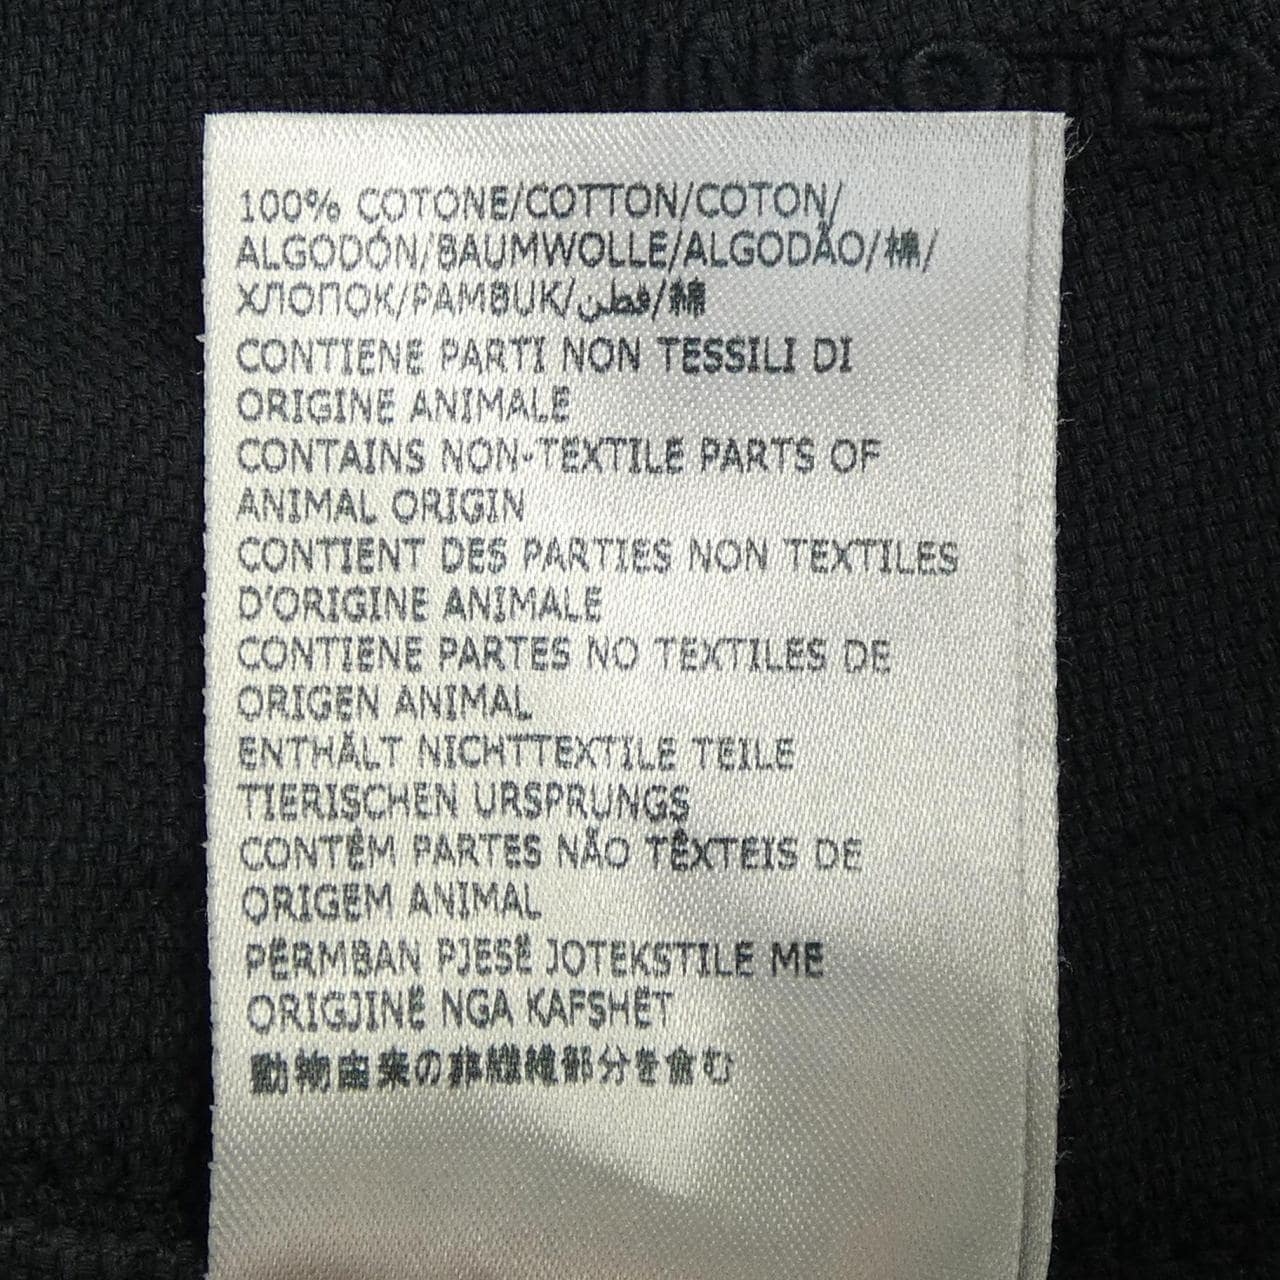 INCOTE
100% COTONE/COTTON/COTON/
ALGODÓN/BAUMWOLLE/ALGODÃO/棉/
ХЛОПОК/PAMBUK/قطن/綿
CONTIENE PARTI NON TESSILI DI
ORIGINE ANIMALE
CONTAINS NON-TEXTILE PARTS OF
ANIMAL ORIGIN
CONTIENT DES PARTIES NON TEXTILES
D'ORIGINE ANIMALE
CONTIENE PARTES NO TEXTILES DE
ORIGEN ANIMAL
ENTHÄLT NICHTTEXTILE TEILE
TIERISCHEN URSPRUNGS
CONTÊM PARTES NÃO TÊXTEIS DE
ORIGEM ANIMAL
PËRMBAN PJESË JOTEKSTILE ME
ORIGJINË NGA KAFSHËT
動物由来の非繊維部分を含む